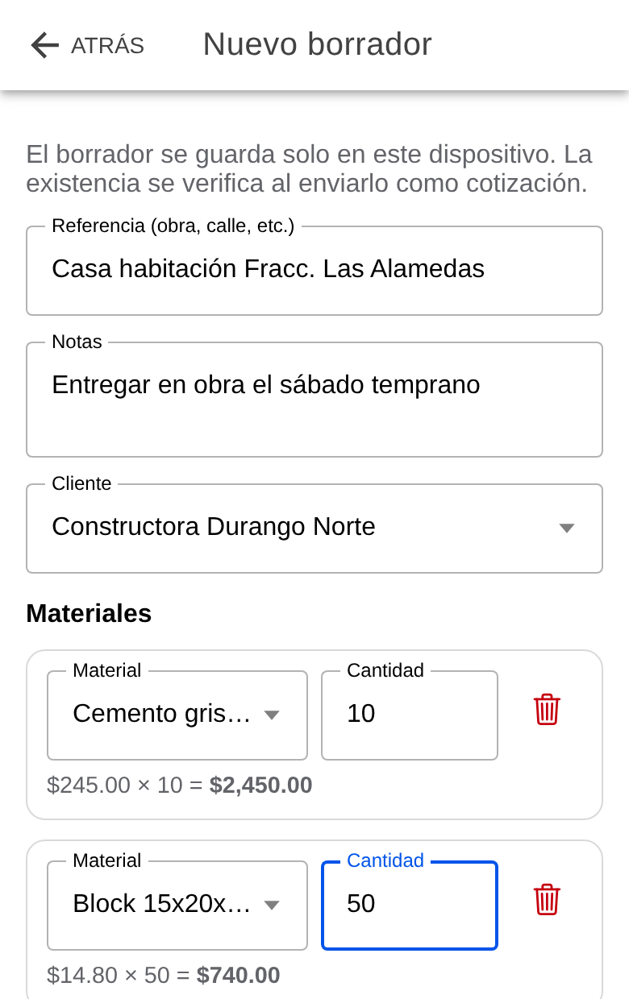 ATRÁS
Nuevo borrador
El borrador se guarda solo en este dispositivo. La
existencia se verifica al enviarlo como cotización.
Referencia (obra, calle, etc.)
Casa habitación Fracc. Las Alamedas
Notas
Entregar en obra el sábado temprano
Cliente
Constructora Durango Norte
Materiales
Material
Cantidad
Cemento gris…
10
$245.00 × 10 = $2,450.00
Material
Cantidad
Block 15x20x…
50
$14.80 × 50 = $740.00